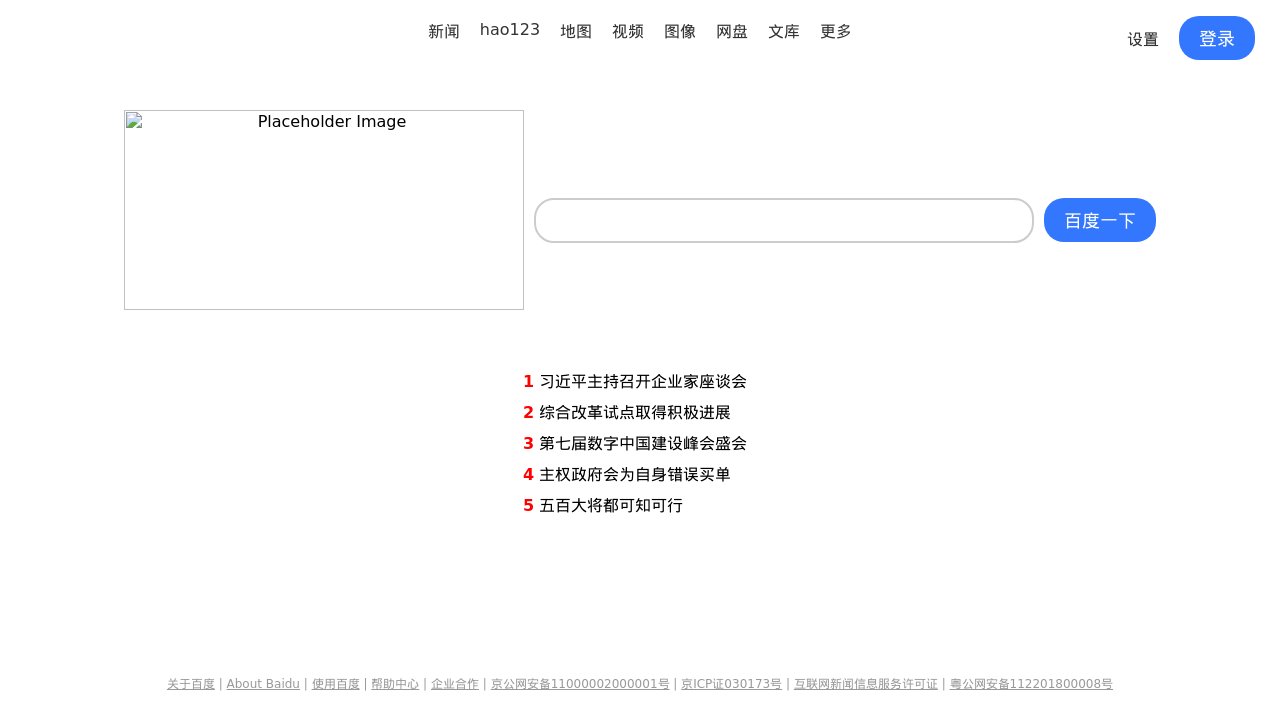 新闻 hao123 地图 视频 图像 网盘 文库 更多
设置 登录
Placeholder Image
百度一下
1 习近平主持召开企业家座谈会
2 综合改革试点取得积极进展
3 第七届数字中国建设峰会盛会
4 主权政府会为自身错误买单
5 五百大将都可知可行
关于百度 | About Baidu | 使用百度 | 帮助中心 | 企业合作 | 京公网安备11000002000001号 | 京ICP证030173号 | 互联网新闻信息服务许可证 | 粤公网安备112201800008号